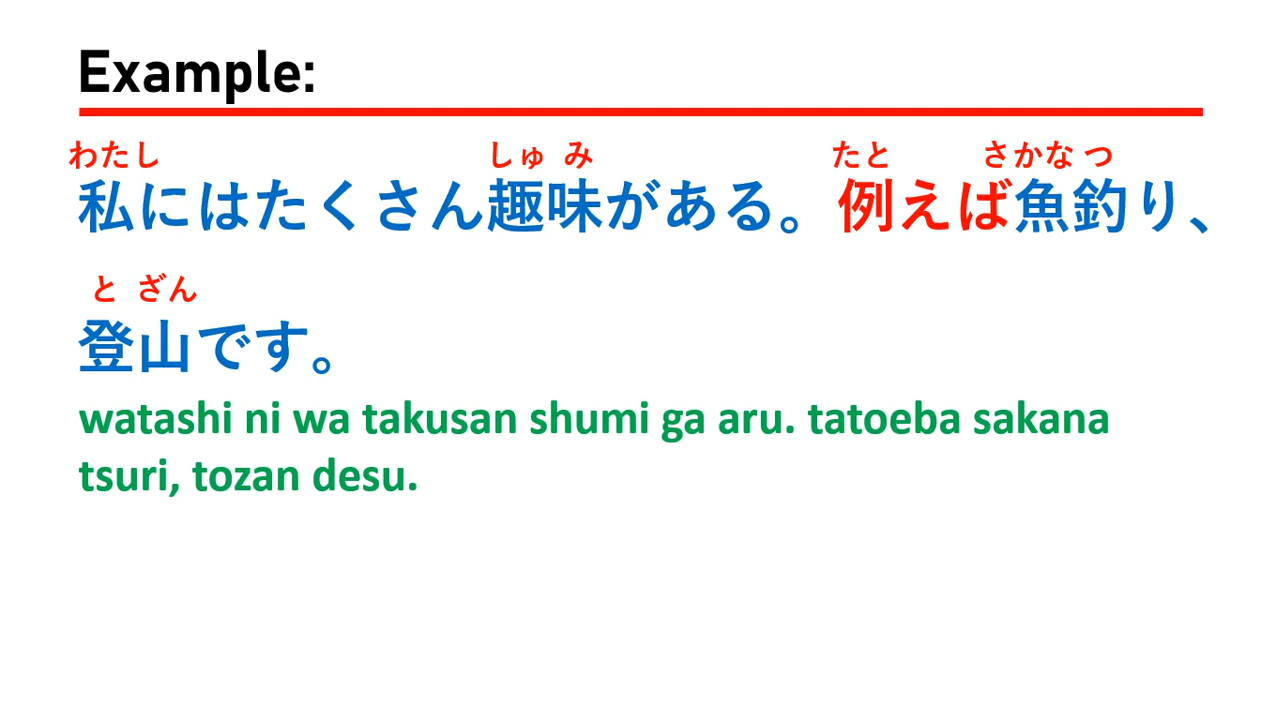 Example:
わたし しゅ み たと さかな つ
私にはたくさん趣味がある。例えば魚釣り、
と ざん
登山です。
watashi ni wa takusan shumi ga aru. tatoeba sakana
tsuri, tozan desu.